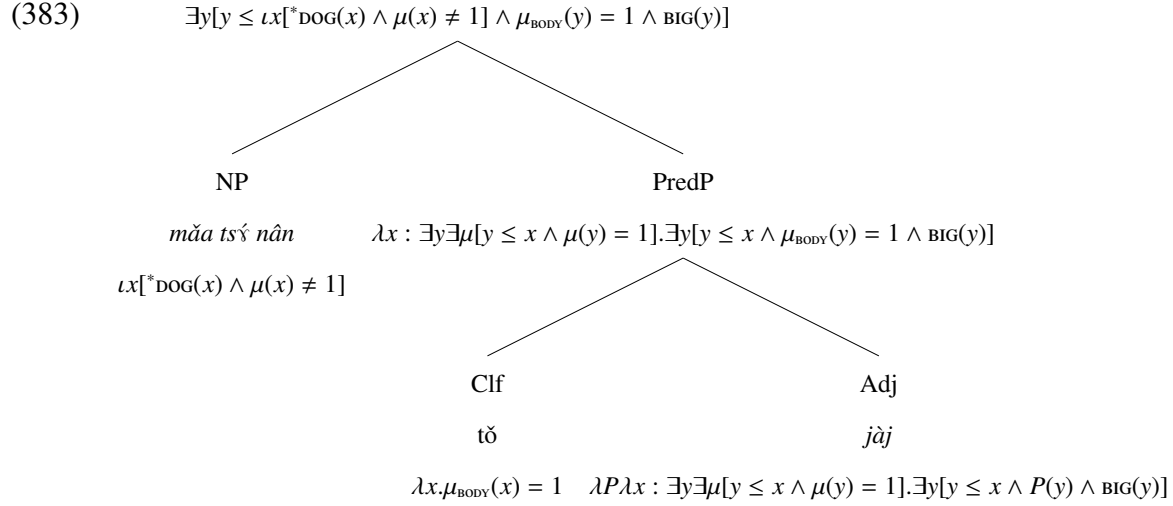 (383) ∃y[y ≤ ιx[*DOG(x) ∧ μ(x) ≠ 1] ∧ μBODY(y) = 1 ∧ BIG(y)]
NP PredP
mǎa tsɤ́ nân λx : ∃y∃μ[y ≤ x ∧ μ(y) = 1].∃y[y ≤ x ∧ μBODY(y) = 1 ∧ BIG(y)]
ιx[*DOG(x) ∧ μ(x) ≠ 1]
Clf Adj
tǒ jàj
λx.μBODY(x) = 1 λPλx : ∃y∃μ[y ≤ x ∧ μ(y) = 1].∃y[y ≤ x ∧ P(y) ∧ BIG(y)]